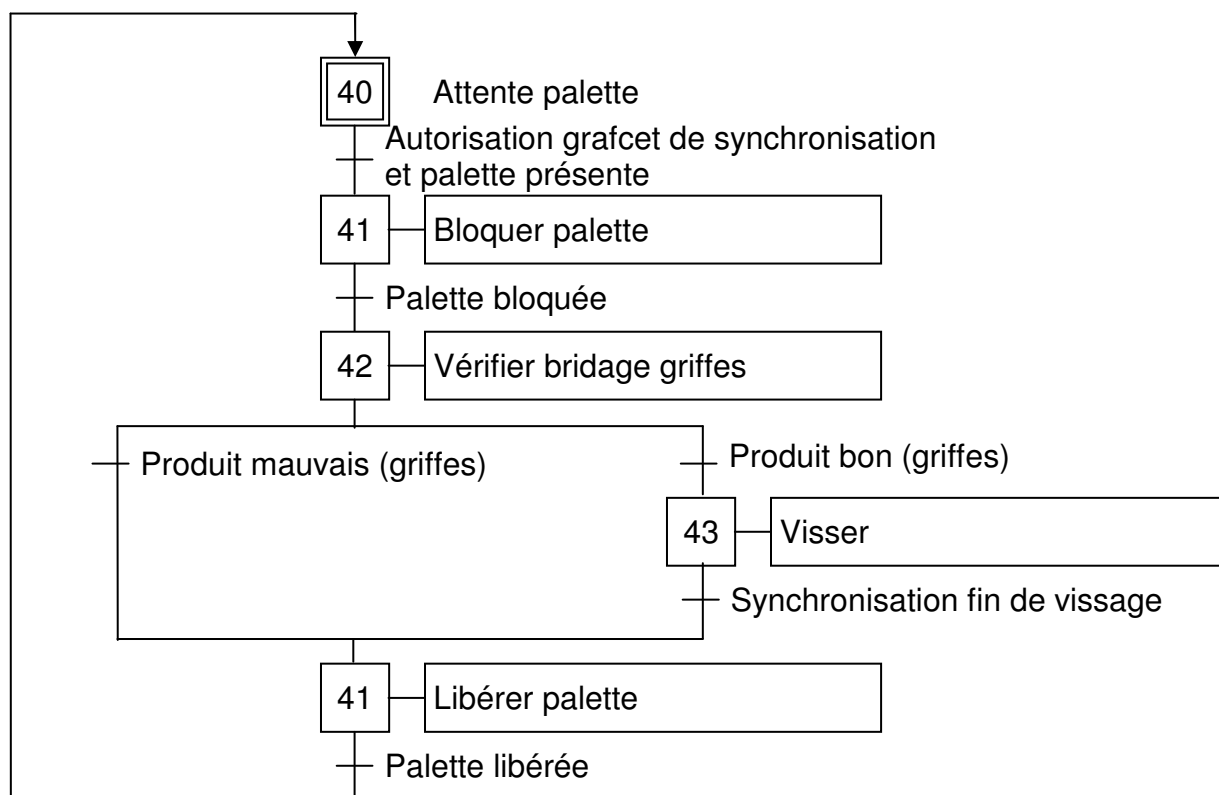 40 Attente palette
Autorisation grafcet de synchronisation
et palette présente
41 Bloquer palette
Palette bloquée
42 Vérifier bridage griffes
Produit mauvais (griffes) Produit bon (griffes)
43 Visser
Synchronisation fin de vissage
41 Libérer palette
Palette libérée